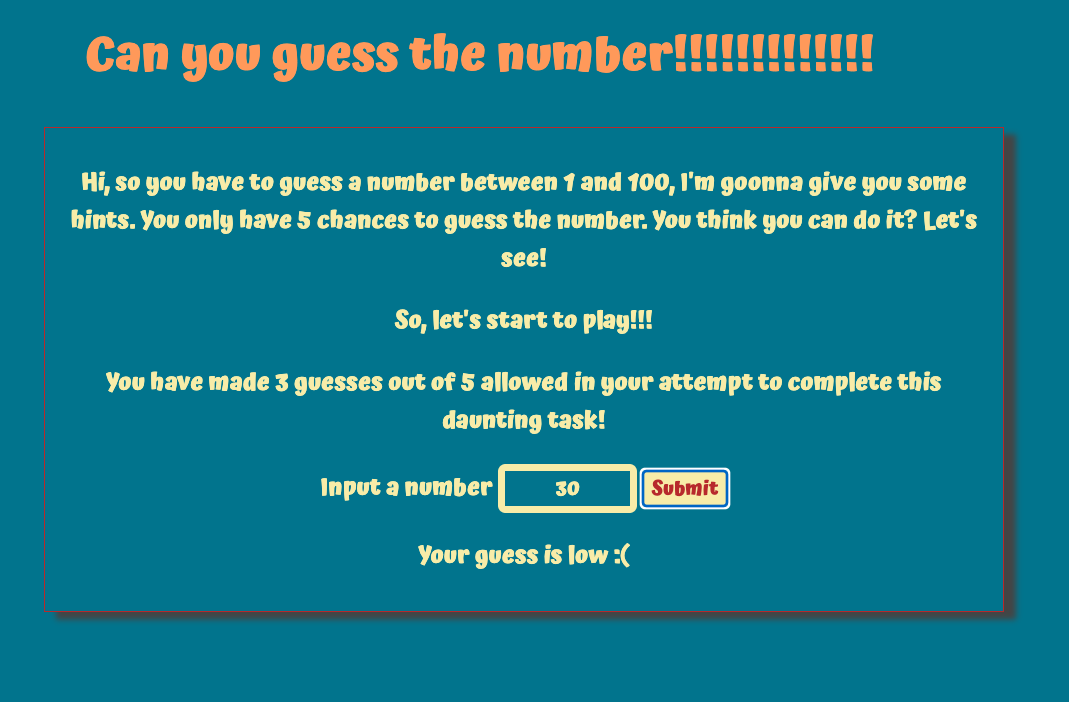 Can you guess the number!!!!!!!!!!!!!
Hi, so you have to guess a number between 1 and 100, I'm goonna give you some
hints. You only have 5 chances to guess the number. You think you can do it? Let's
see!
So, let's start to play!!!
You have made 3 guesses out of 5 allowed in your attempt to complete this
daunting task!
Input a number 30 Submit
Your guess is low :(